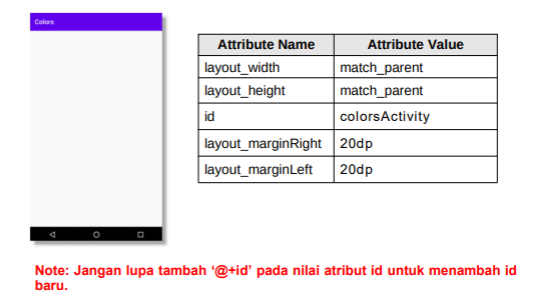 Colors
Attribute Name Attribute Value
layout_width match_parent
layout_height match_parent
id colorsActivity
layout_marginRight 20dp
layout_marginLeft 20dp
Note: Jangan lupa tambah ‘@+id’ pada nilai atribut id untuk menambah id
baru.